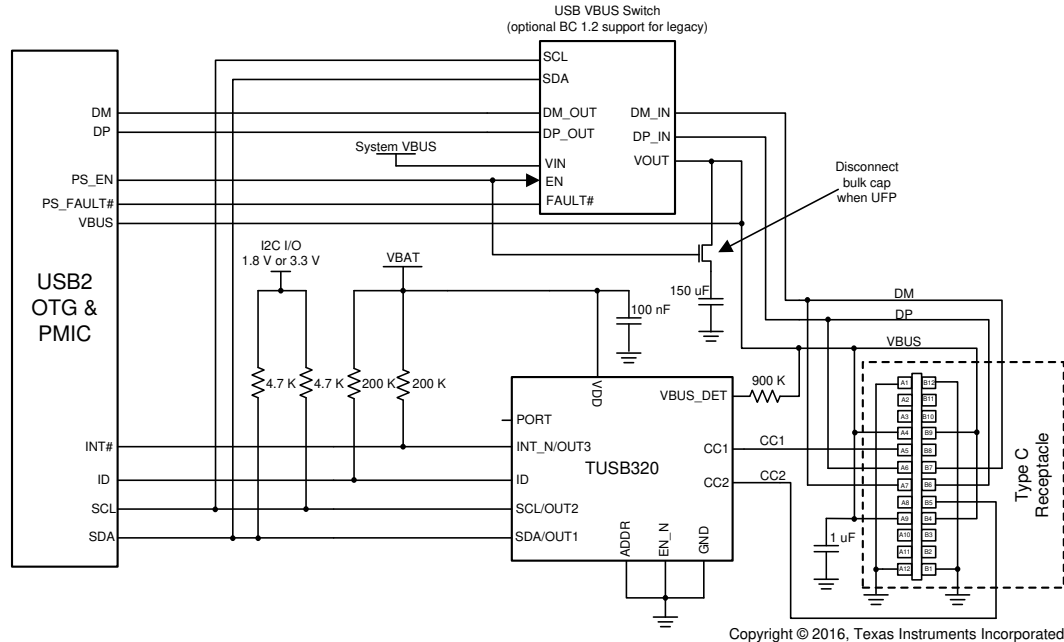 USB VBUS Switch
(optional BC 1.2 support for legacy)
SCL
SDA
DM
DM_OUT
DM_IN
DP
DP_OUT
DP_IN
System VBUS
VIN
VOUT
PS_EN
EN
PS_FAULT#
FAULT#
VBUS
Disconnect
bulk cap
when UFP
I2C I/O
1.8 V or 3.3 V
VBAT
USB2
OTG &
PMIC
150 uF
100 nF
DM
DP
VBUS
4.7 K
4.7 K
200 K
200 K
900 K
VDD
VBUS_DET
PORT
INT#
INT_N/OUT3
CC1
CC1
TUSB320
ID
ID
CC2
CC2
SCL
SCL/OUT2
SDA
SDA/OUT1
ADDR
EN_N
GND
1 uF
A1
B12
A2
B11
A3
B10
A4
B9
A5
B8
A6
B7
A7
B6
A8
B5
A9
B4
A10
B3
A11
B2
A12
B1
Type C
Receptacle
Copyright © 2016, Texas Instruments Incorporated